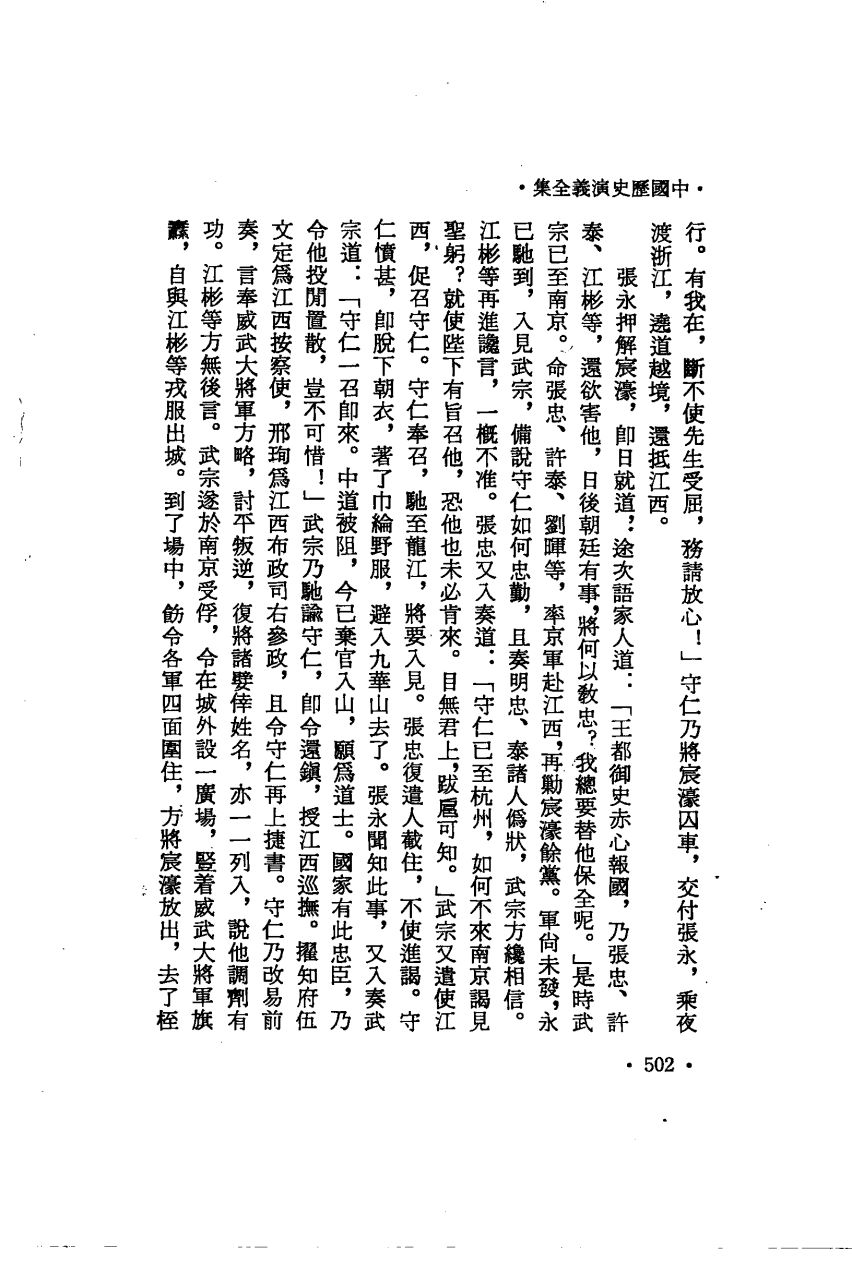 ·中國歷史演義全集·
行。有我在，斷不使先生受屈，務請放心！」守仁乃將宸濠囚車，交付張永，乘夜
渡浙江，遶道越境，還抵江西。
張永押解宸濠，卽日就道，途次語家人道：「王都御史赤心報國，乃張忠、許
泰、江彬等，還欲害他，日後朝廷有事，將何以敎忠？我總要替他保全呢。」是時武
宗已至南京。命張忠、許泰、劉暉等，率京軍赴江西，再勦宸濠餘黨。軍尙未發，永
已馳到，入見武宗，備說守仁如何忠勤，且奏明忠、泰諸人僞狀，武宗方纔相信。
江彬等再進讒言，一槪不准。張忠又入奏道：「守仁已至杭州，如何不來南京謁見
聖躬？就使陛下有旨召他，恐他也未必肯來。目無君上，跋扈可知。」武宗又遣使江
西，促召守仁。守仁奉召，馳至龍江，將要入見。張忠復遣人截住，不使進謁。守
仁憤甚，卽脫下朝衣，著了巾綸野服，避入九華山去了。張永聞知此事，又入奏武
宗道：「守仁一召卽來。中道被阻，今已棄官入山，願爲道士。國家有此忠臣，乃
令他投閒置散，豈不可惜！」武宗乃馳諭守仁，卽令還鎭，授江西巡撫。擢知府伍
文定爲江西按察使，邢珣爲江西布政司右參政，且令守仁再上捷書。守仁乃改易前
奏，言奉威武大將軍方略，討平叛逆，復將諸嬖倖姓名，亦一一列入，說他調劑有
功。江彬等方無後言。武宗遂於南京受俘，令在城外設一廣場，豎着威武大將軍旗
纛，自與江彬等戎服出城。到了場中，飭令各軍四面圍住，方將宸濠放出，去了桎
·502·